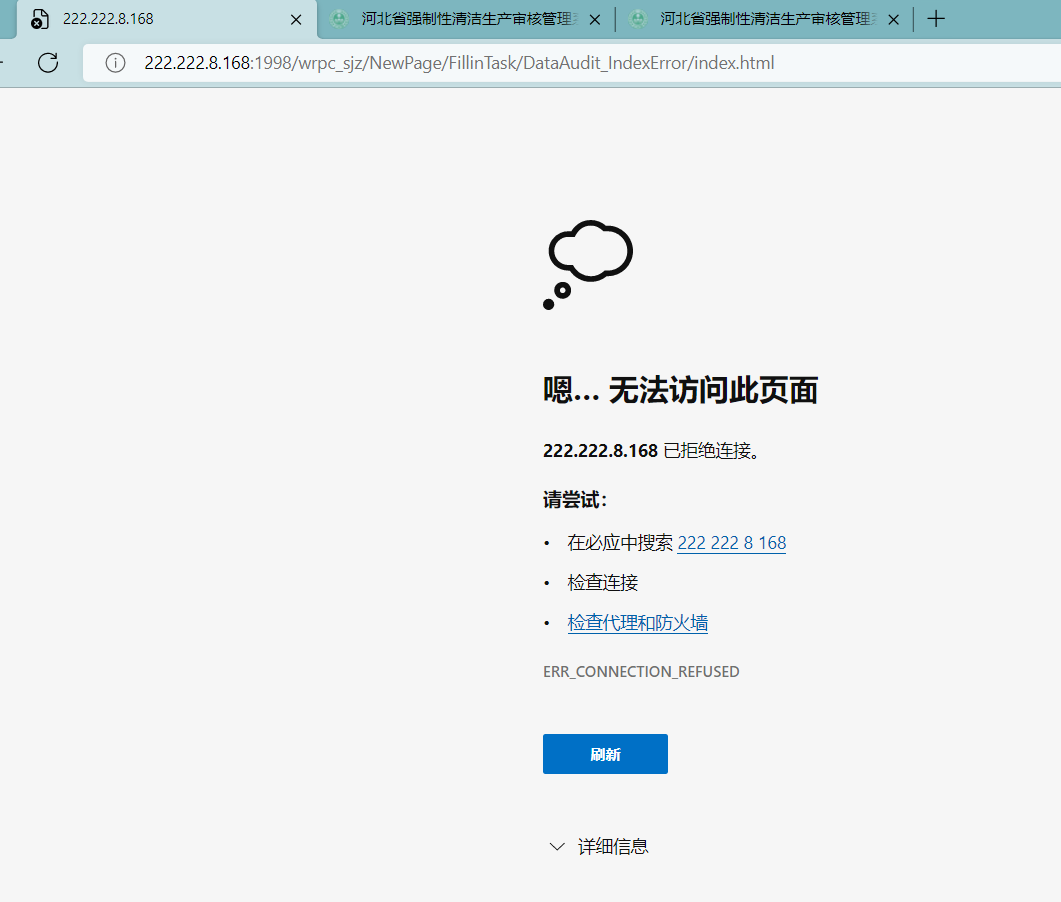 222.222.8.168
河北省强制性清洁生产审核管理
河北省强制性清洁生产审核管理
222.222.8.168:1998/wrpc_sjz/NewPage/FillinTask/DataAudit_IndexError/index.html
嗯… 无法访问此页面
222.222.8.168 已拒绝连接。
请尝试：
• 在必应中搜索 222 222 8 168
• 检查连接
• 检查代理和防火墙
ERR_CONNECTION_REFUSED
刷新
详细信息